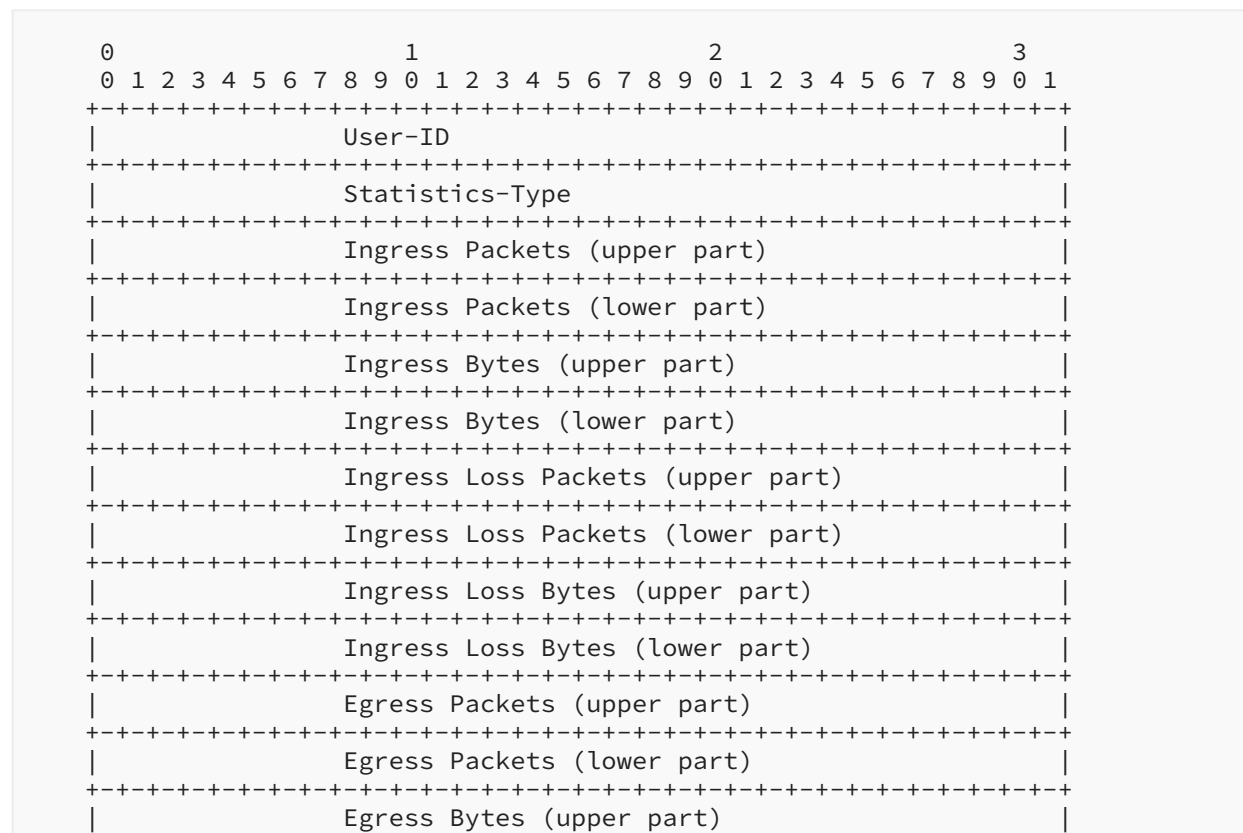 0                   1                   2                   3
 0 1 2 3 4 5 6 7 8 9 0 1 2 3 4 5 6 7 8 9 0 1 2 3 4 5 6 7 8 9 0 1
+-+-+-+-+-+-+-+-+-+-+-+-+-+-+-+-+-+-+-+-+-+-+-+-+-+-+-+-+-+-+-+-+
|                User-ID                                        |
+-+-+-+-+-+-+-+-+-+-+-+-+-+-+-+-+-+-+-+-+-+-+-+-+-+-+-+-+-+-+-+-+
|                Statistics-Type                                |
+-+-+-+-+-+-+-+-+-+-+-+-+-+-+-+-+-+-+-+-+-+-+-+-+-+-+-+-+-+-+-+-+
|                Ingress Packets (upper part)                   |
+-+-+-+-+-+-+-+-+-+-+-+-+-+-+-+-+-+-+-+-+-+-+-+-+-+-+-+-+-+-+-+-+
|                Ingress Packets (lower part)                   |
+-+-+-+-+-+-+-+-+-+-+-+-+-+-+-+-+-+-+-+-+-+-+-+-+-+-+-+-+-+-+-+-+
|                Ingress Bytes (upper part)                     |
+-+-+-+-+-+-+-+-+-+-+-+-+-+-+-+-+-+-+-+-+-+-+-+-+-+-+-+-+-+-+-+-+
|                Ingress Bytes (lower part)                     |
+-+-+-+-+-+-+-+-+-+-+-+-+-+-+-+-+-+-+-+-+-+-+-+-+-+-+-+-+-+-+-+-+
|                Ingress Loss Packets (upper part)              |
+-+-+-+-+-+-+-+-+-+-+-+-+-+-+-+-+-+-+-+-+-+-+-+-+-+-+-+-+-+-+-+-+
|                Ingress Loss Packets (lower part)              |
+-+-+-+-+-+-+-+-+-+-+-+-+-+-+-+-+-+-+-+-+-+-+-+-+-+-+-+-+-+-+-+-+
|                Ingress Loss Bytes (upper part)                |
+-+-+-+-+-+-+-+-+-+-+-+-+-+-+-+-+-+-+-+-+-+-+-+-+-+-+-+-+-+-+-+-+
|                Ingress Loss Bytes (lower part)                |
+-+-+-+-+-+-+-+-+-+-+-+-+-+-+-+-+-+-+-+-+-+-+-+-+-+-+-+-+-+-+-+-+
|                Egress Packets (upper part)                    |
+-+-+-+-+-+-+-+-+-+-+-+-+-+-+-+-+-+-+-+-+-+-+-+-+-+-+-+-+-+-+-+-+
|                Egress Packets (lower part)                    |
+-+-+-+-+-+-+-+-+-+-+-+-+-+-+-+-+-+-+-+-+-+-+-+-+-+-+-+-+-+-+-+-+
|                Egress Bytes (upper part)                      |